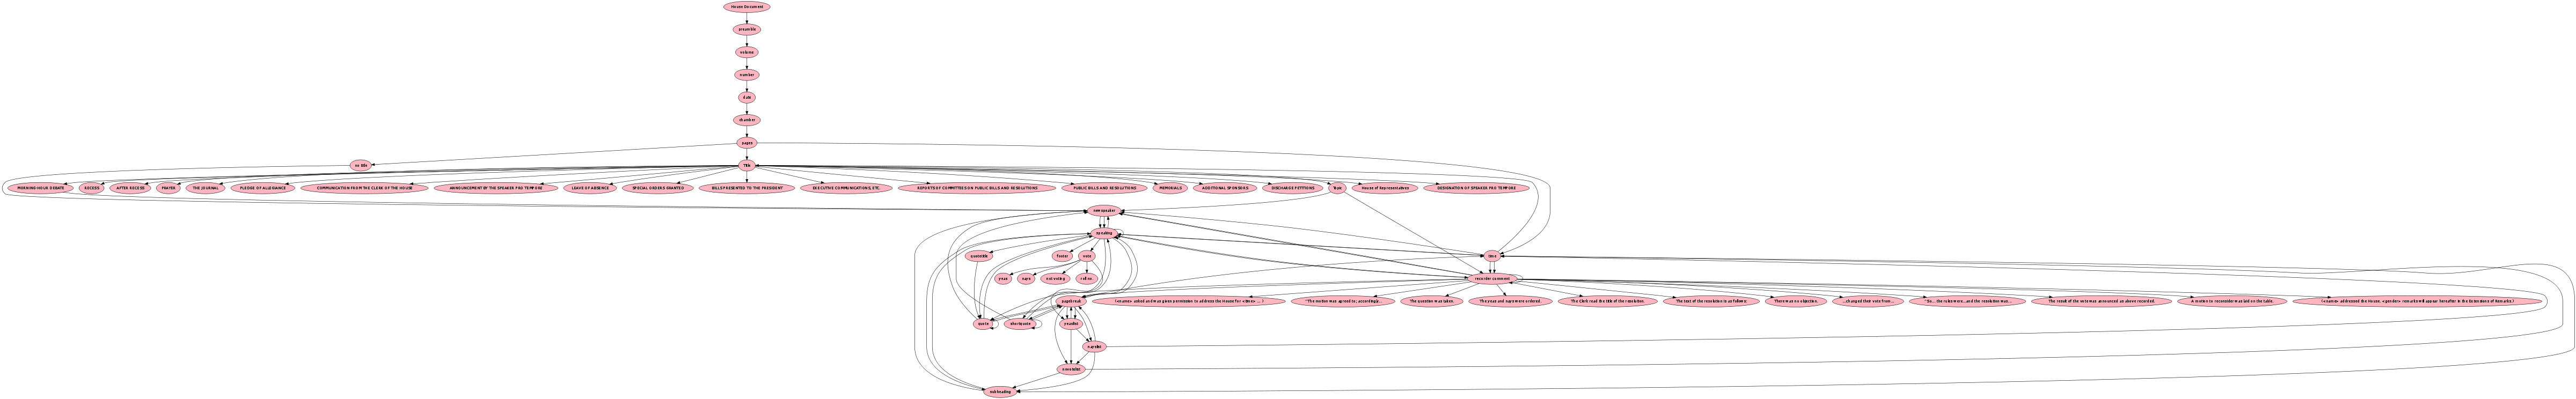 House Document
preamble
volume
number
date
chamber
pages
no title
Title
MORNING-HOUR DEBATE
RECESS
AFTER RECESS
PRAYER
THE JOURNAL
PLEDGE OF ALLEGIANCE
COMMUNICATION FROM THE CLERK OF THE HOUSE
ANNOUNCEMENT BY THE SPEAKER PRO TEMPORE
LEAVE OF ABSENCE
SPECIAL ORDERS GRANTED
BILLS PRESENTED TO THE PRESIDENT
EXECUTIVE COMMUNICATIONS, ETC.
REPORTS OF COMMITTEES ON PUBLIC BILLS AND RESOLUTIONS
PUBLIC BILLS AND RESOLUTIONS
MEMORIALS
ADDITIONAL SPONSORS
DISCHARGE PETITIONS
Topic
House of Representatives
DESIGNATION OF SPEAKER PRO TEMPORE
newspeaker
speaking
quotetitle
footer
vote
time
yeas
nays
not voting
roll no.
recorder comment
pagebreak
(<name> asked and was given permission to address the House for <time> ... )
"The motion was agreed to; accordingly...
The question was taken.
The yeas and nays were ordered.
The Clerk read the title of the resolution.
The text of the resolution is as follows:
There was no objection.
...changed their vote from...
"So... the rules were...and the resolution was...
The result of the vote was announced as above recorded.
A motion to reconsider was laid on the table.
(<name> addressed the House. <gender> remarks will appear hereafter in the Extensions of Remarks.)
quote
shortquote
yeaslist
nayslist
novotelist
subheading